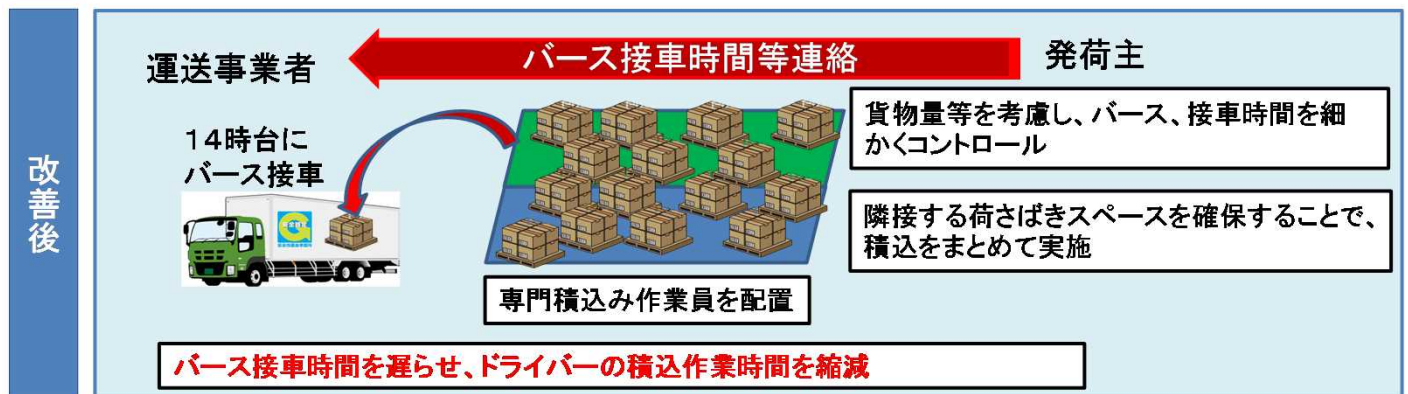 改善後
運送事業者
バース接車時間等連絡
発荷主
14時台に
バース接車
貨物量等を考慮し、バース、接車時間を細
かくコントロール
隣接する荷さばきスペースを確保することで、
積込をまとめて実施
専門積込み作業員を配置
バース接車時間を遅らせ、ドライバーの積込作業時間を縮減